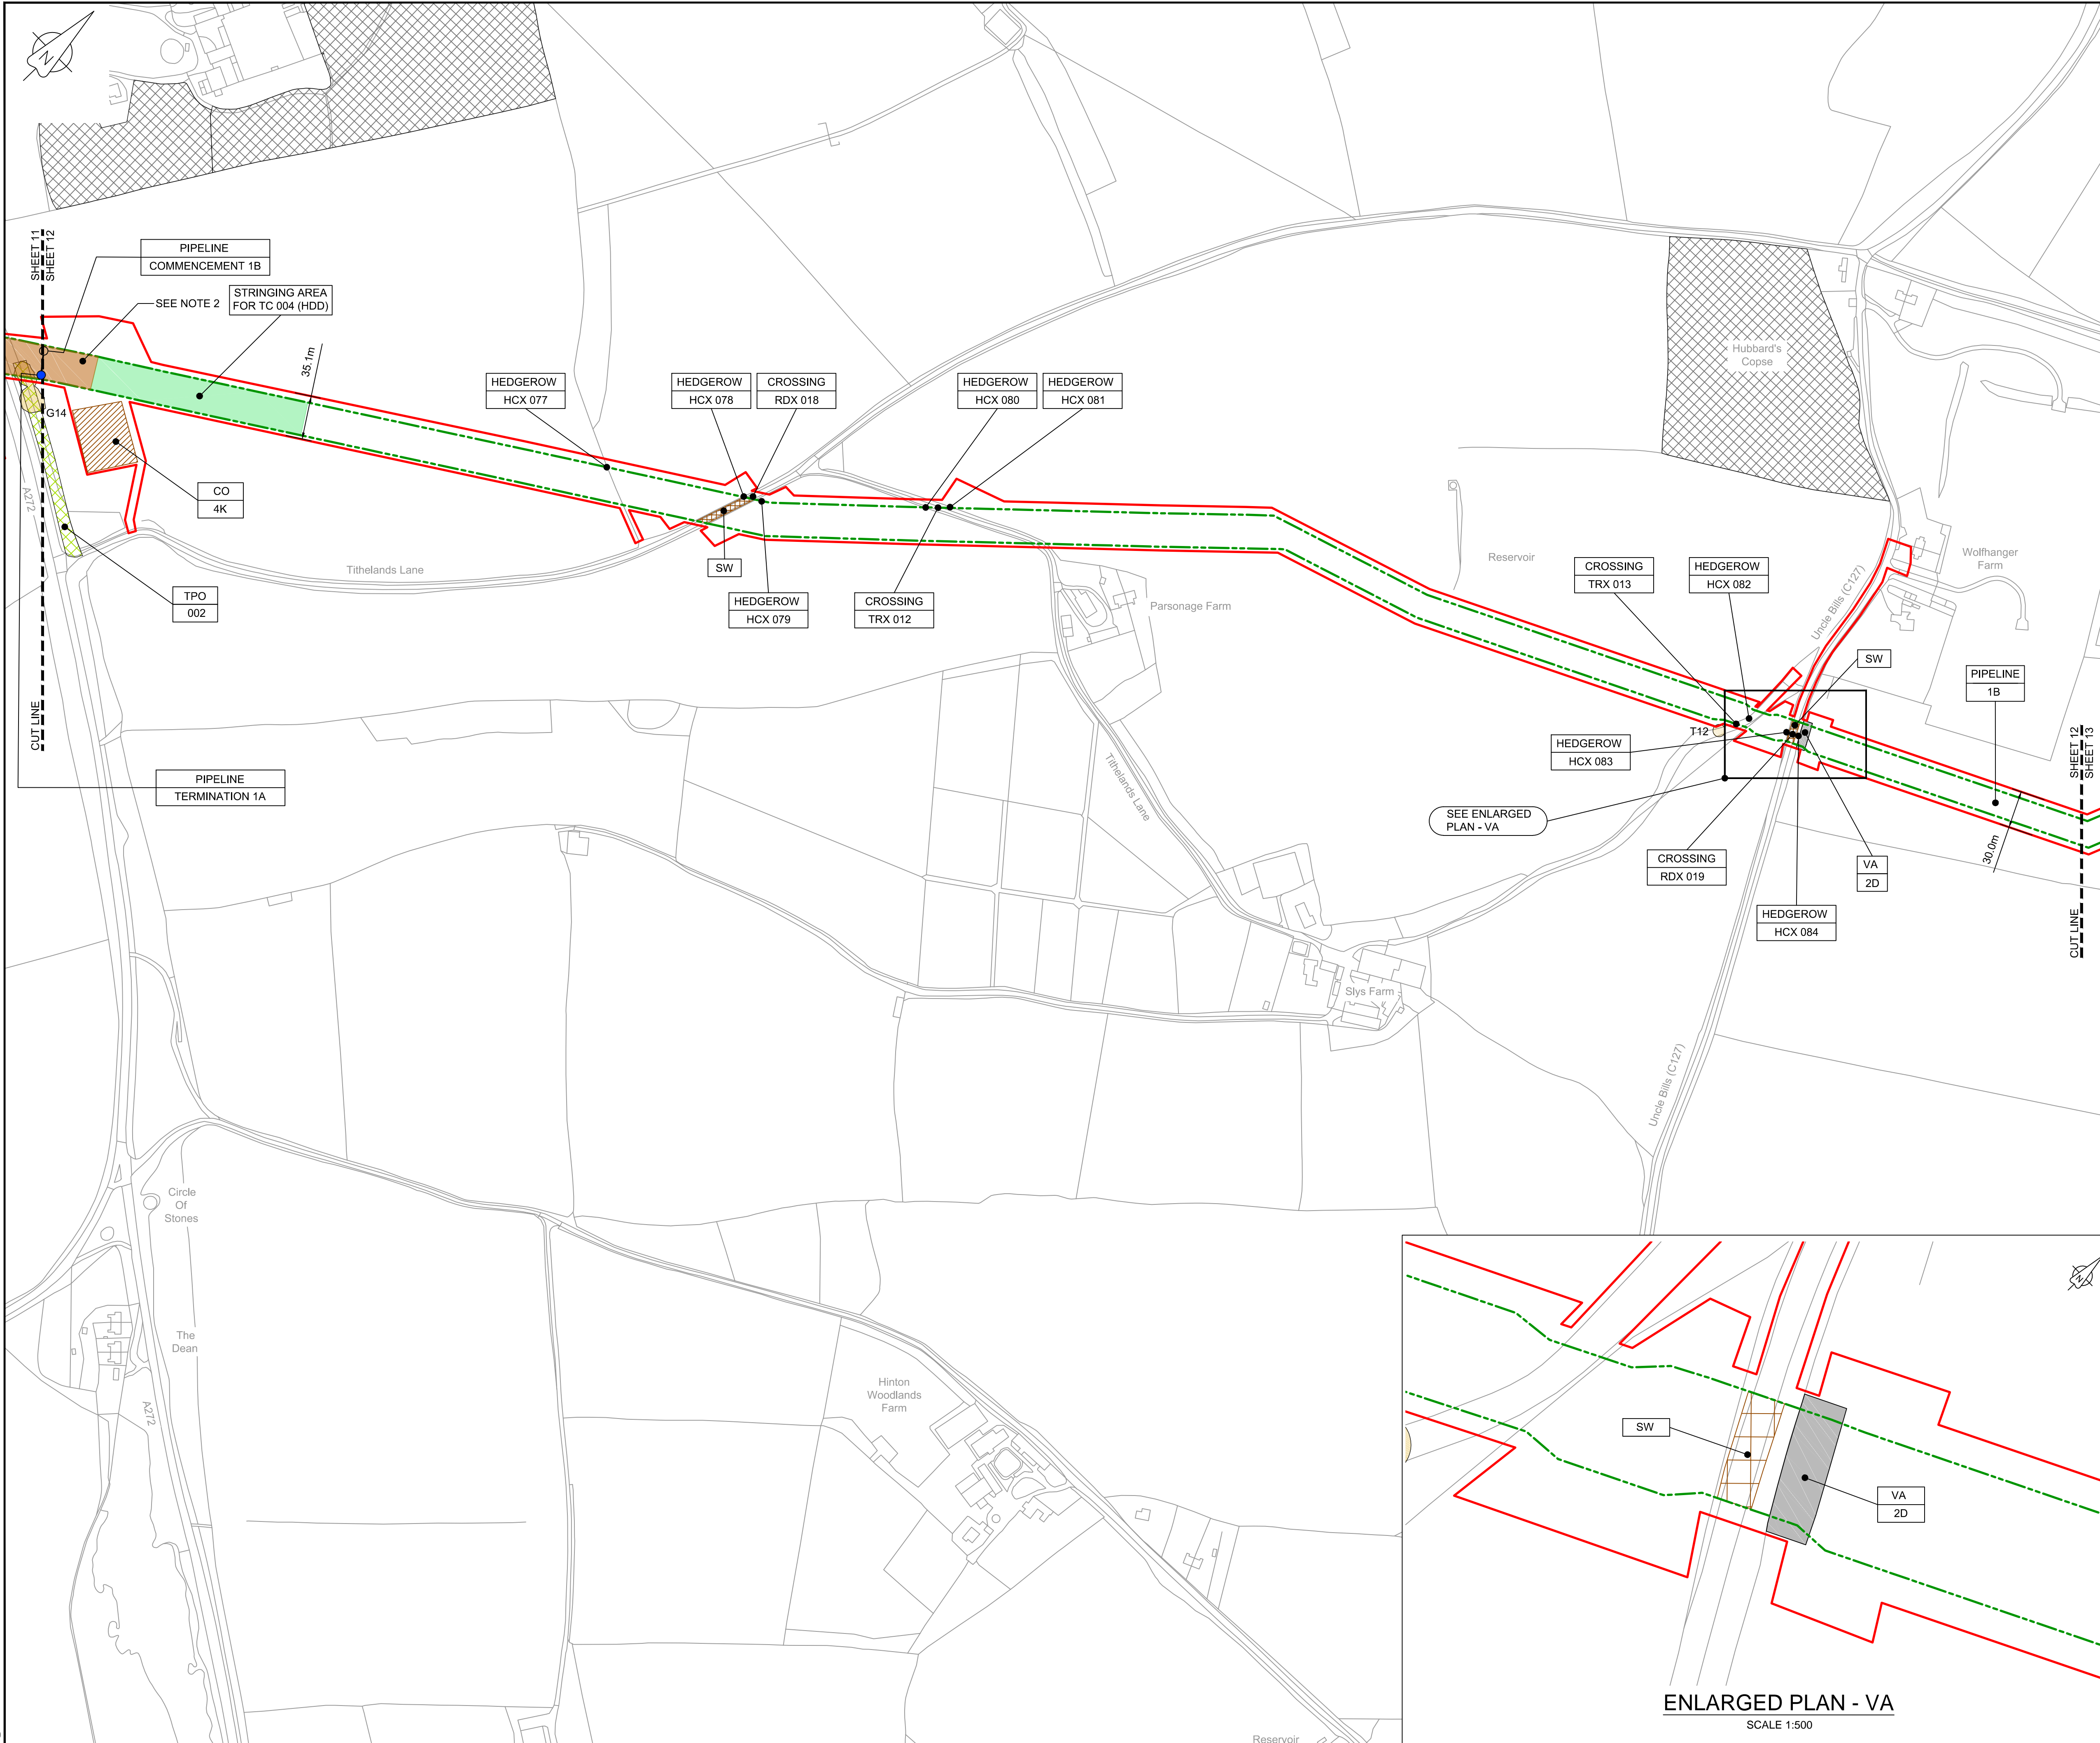 N
SHEET 11
SHEET 12
PIPELINE
COMMENCEMENT 1B
SEE NOTE 2
STRINGING AREA
FOR TC 004 (HDD)
35.1m
HEDGEROW
HCX 077
HEDGEROW
HCX 078
CROSSING
RDX 018
HEDGEROW
HCX 080
HEDGEROW
HCX 081
Hubbard's
Copse
G14
A272
CO
4K
TPO
002
Tithelands Lane
SW
HEDGEROW
HCX 079
CROSSING
TRX 012
Parsonage Farm
Reservoir
CROSSING
TRX 013
HEDGEROW
HCX 082
Uncle Bills (C127)
Wolfhanger
Farm
SW
PIPELINE
1B
CUT LINE
PIPELINE
TERMINATION 1A
T12
HEDGEROW
HCX 083
Tithelands Lane
SEE ENLARGED
PLAN - VA
CROSSING
RDX 019
VA
2D
HEDGEROW
HCX 084
30.0m
SHEET 12
SHEET 13
CUT LINE
Slys Farm
Uncle Bills (C127)
Circle
Of
Stones
The
Dean
A272
Hinton
Woodlands
Farm
Reservoir
N
SW
VA
2D
ENLARGED PLAN - VA
SCALE 1:500